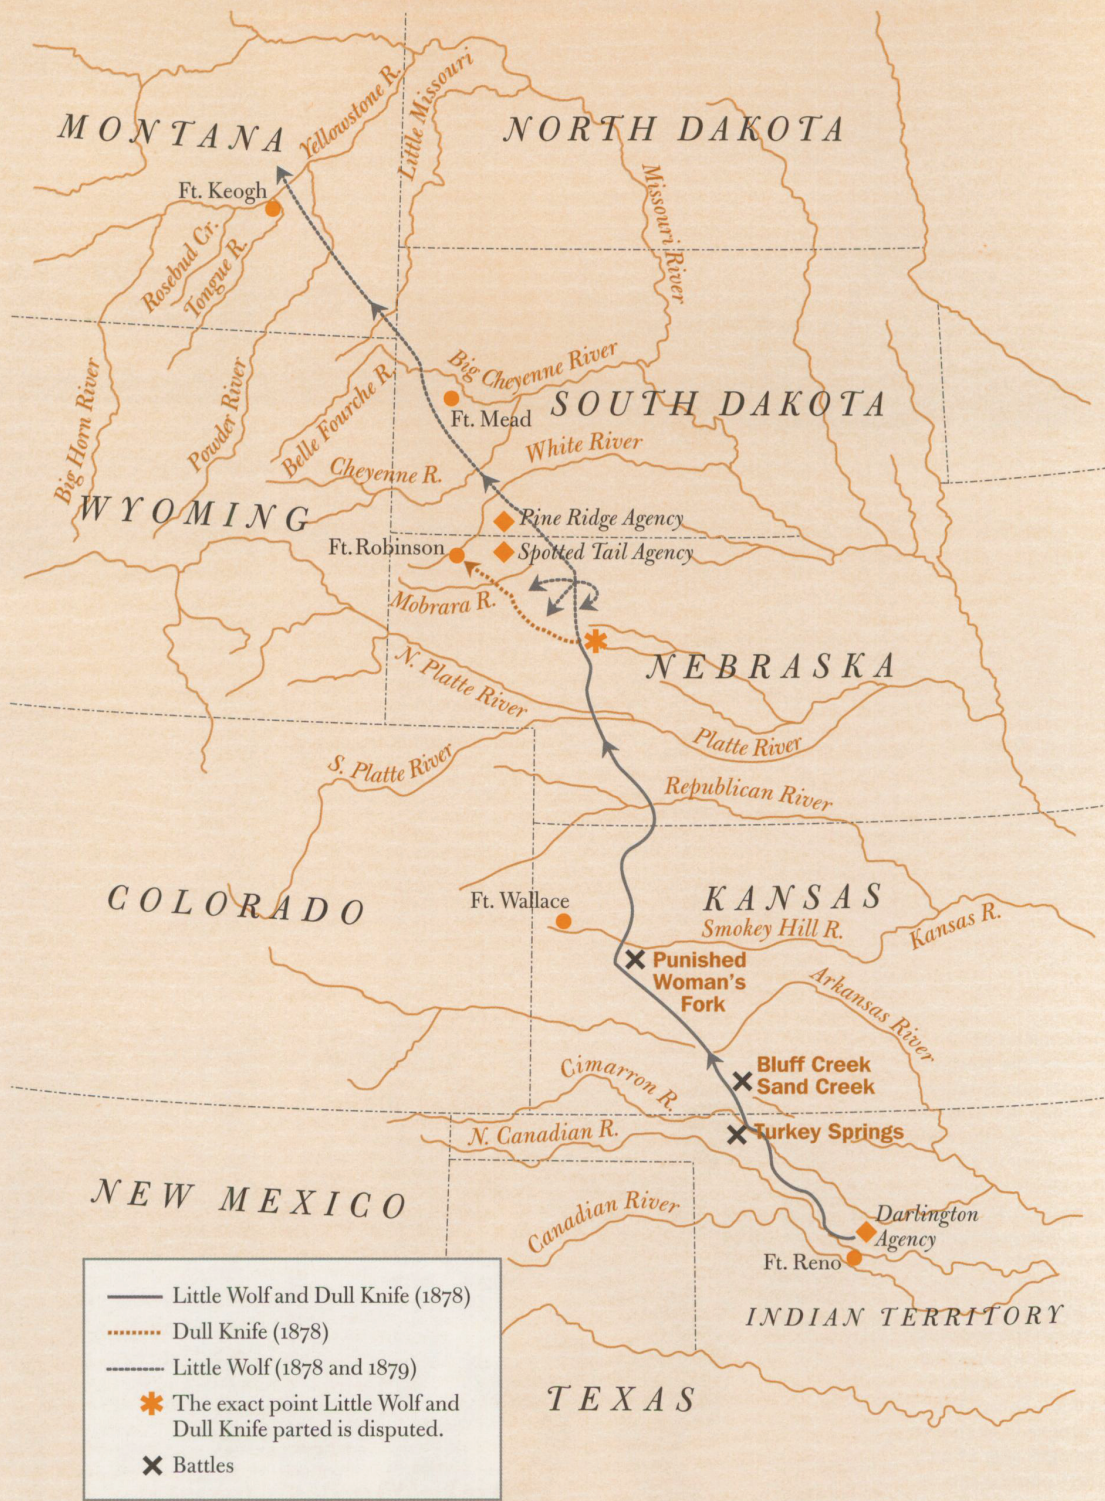 MONTANA
Yellowstone R.
Little Missouri
NORTH DAKOTA
Missouri River
Ft. Keogh
Rosebud Cr.
Tongue R.
Big Horn River
Powder River
Belle Fourche R.
Big Cheyenne River
Ft. Mead
SOUTH DAKOTA
Cheyenne R.
White River
WYOMING
Pine Ridge Agency
Ft. Robinson
Spotted Tail Agency
Mobrara R.
N. Platte River
NEBRASKA
Platte River
S. Platte River
Republican River
COLORADO
Ft. Wallace
KANSAS
Smokey Hill R.
Kansas R.
Punished
Woman's
Fork
Arkansas River
Bluff Creek
Sand Creek
Cimarron R.
Turkey Springs
N. Canadian R.
NEW MEXICO
Canadian River
Darlington
Agency
Ft. Reno
INDIAN TERRITORY
TEXAS
Little Wolf and Dull Knife (1878)
Dull Knife (1878)
Little Wolf (1878 and 1879)
The exact point Little Wolf and
Dull Knife parted is disputed.
Battles